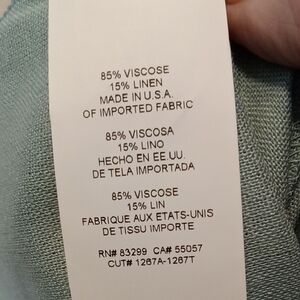 85% VISCOSE
15% LINEN
MADE IN U.S.A.
OF IMPORTED FABRIC
85% VISCOSA
15% LINO
HECHO EN EE.UU.
DE TELA IMPORTADA
85% VISCOSE
15% LIN
FABRIQUE AUX ETATS-UNIS
DE TISSU IMPORTE
RN# 83299 CA# 55057
CUT# 1267A-1267T